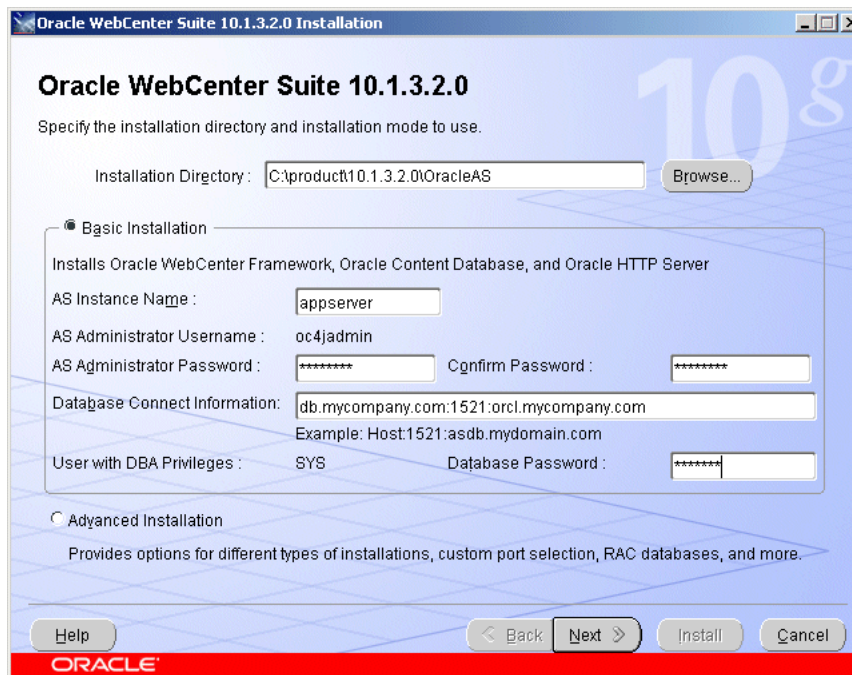 Oracle WebCenter Suite 10.1.3.2.0 Installation
Oracle WebCenter Suite 10.1.3.2.0
10g
Specify the installation directory and installation mode to use.
Installation Directory : C:\product\10.1.3.2.0\OracleAS Browse...
Basic Installation
Installs Oracle WebCenter Framework, Oracle Content Database, and Oracle HTTP Server
AS Instance Name : appserver
AS Administrator Username : oc4jadmin
AS Administrator Password : ******** Confirm Password : ********
Database Connect Information: db.mycompany.com:1521:orcl.mycompany.com
Example: Host:1521:asdb.mydomain.com
User with DBA Privileges : SYS Database Password : *******
Advanced Installation
Provides options for different types of installations, custom port selection, RAC databases, and more.
Help Back Next Install Cancel
ORACLE